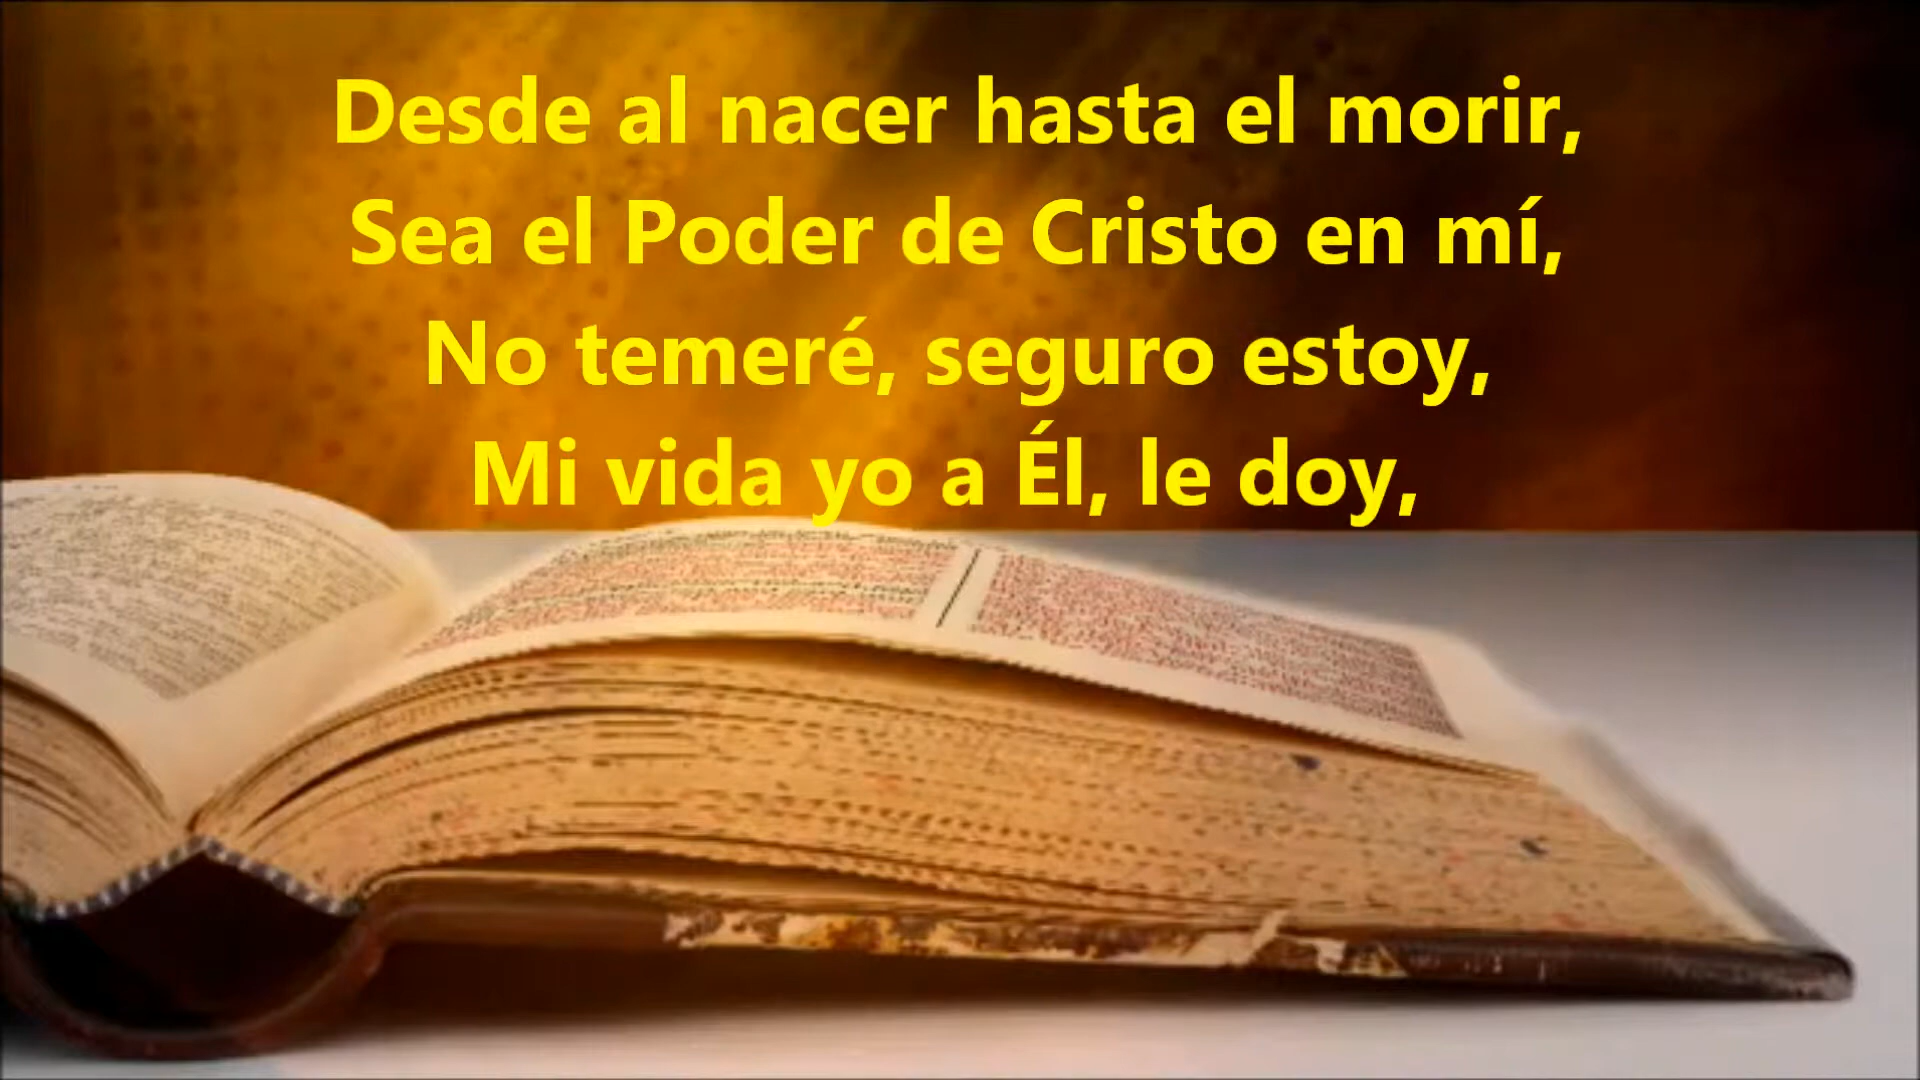 Desde al nacer hasta el morir,
Sea el Poder de Cristo en mí,
No temeré, seguro estoy,
Mi vida yo a Él, le doy,